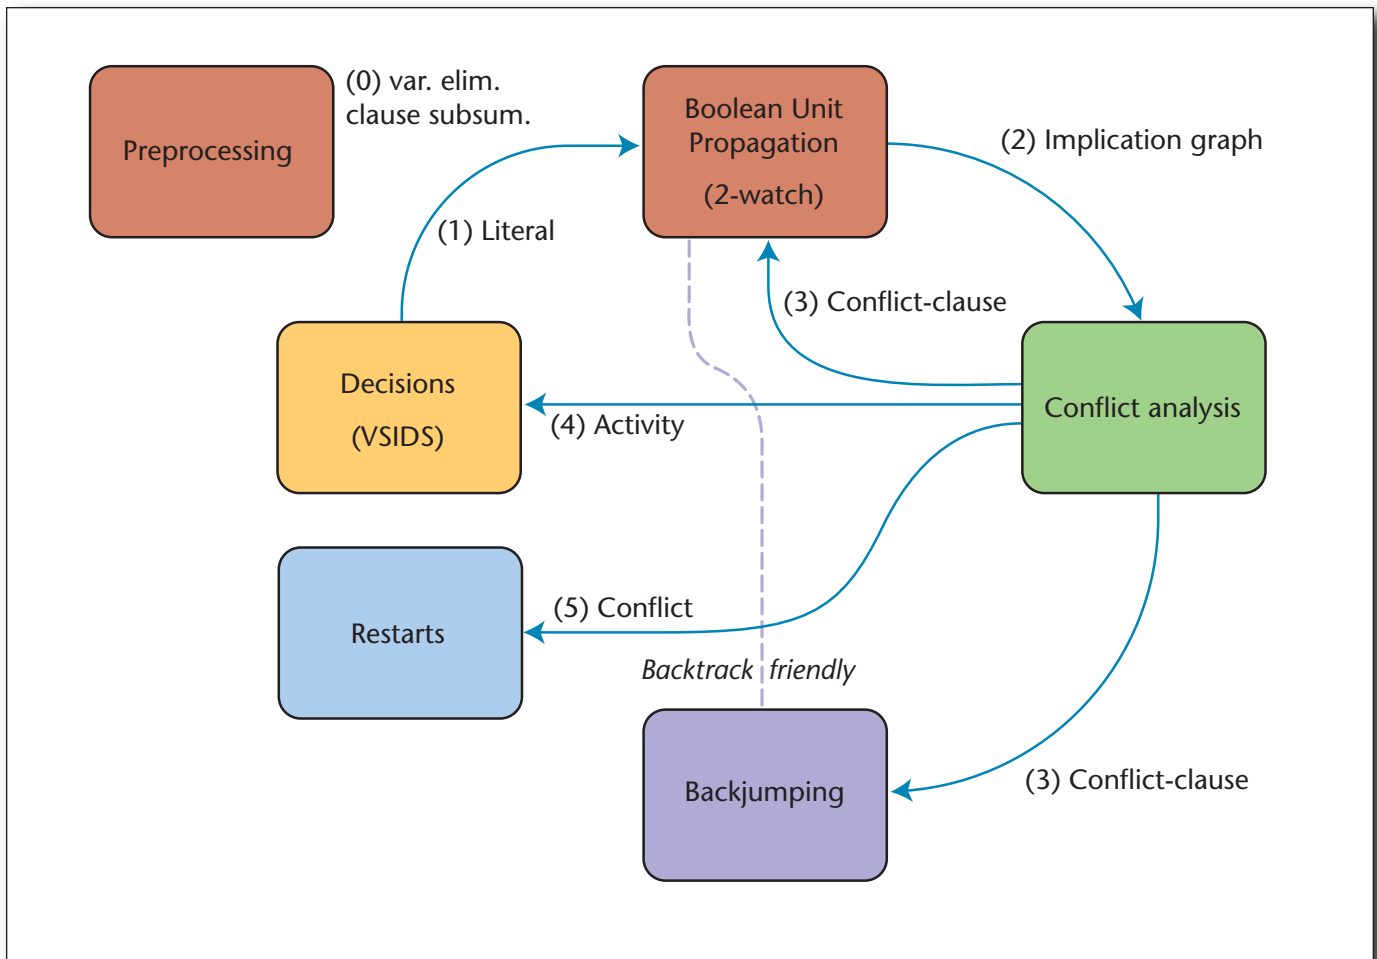 Preprocessing
(0) var. elim.
clause subsum.
Boolean Unit
Propagation
(2-watch)
(2) Implication graph
(1) Literal
(3) Conflict-clause
Decisions
(VSIDS)
(4) Activity
Conflict analysis
Restarts
(5) Conflict
Backtrack friendly
Backjumping
(3) Conflict-clause